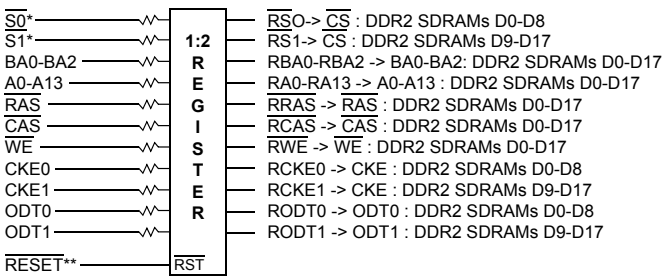 S0* 1:2 RSO-> CS : DDR2 SDRAMs D0-D8
S1* RS1-> CS : DDR2 SDRAMs D9-D17
BA0-BA2 R RBA0-RBA2 -> BA0-BA2: DDR2 SDRAMs D0-D17
A0-A13 E RA0-RA13 -> A0-A13 : DDR2 SDRAMs D0-D17
RAS G RRAS -> RAS : DDR2 SDRAMs D0-D17
CAS I RCAS -> CAS : DDR2 SDRAMs D0-D17
WE S RWE -> WE : DDR2 SDRAMs D0-D17
CKE0 T RCKE0 -> CKE : DDR2 SDRAMs D0-D8
CKE1 E RCKE1 -> CKE : DDR2 SDRAMs D9-D17
ODT0 R RODT0 -> ODT0 : DDR2 SDRAMs D0-D8
ODT1 RODT1 -> ODT1 : DDR2 SDRAMs D9-D17
RESET** RST